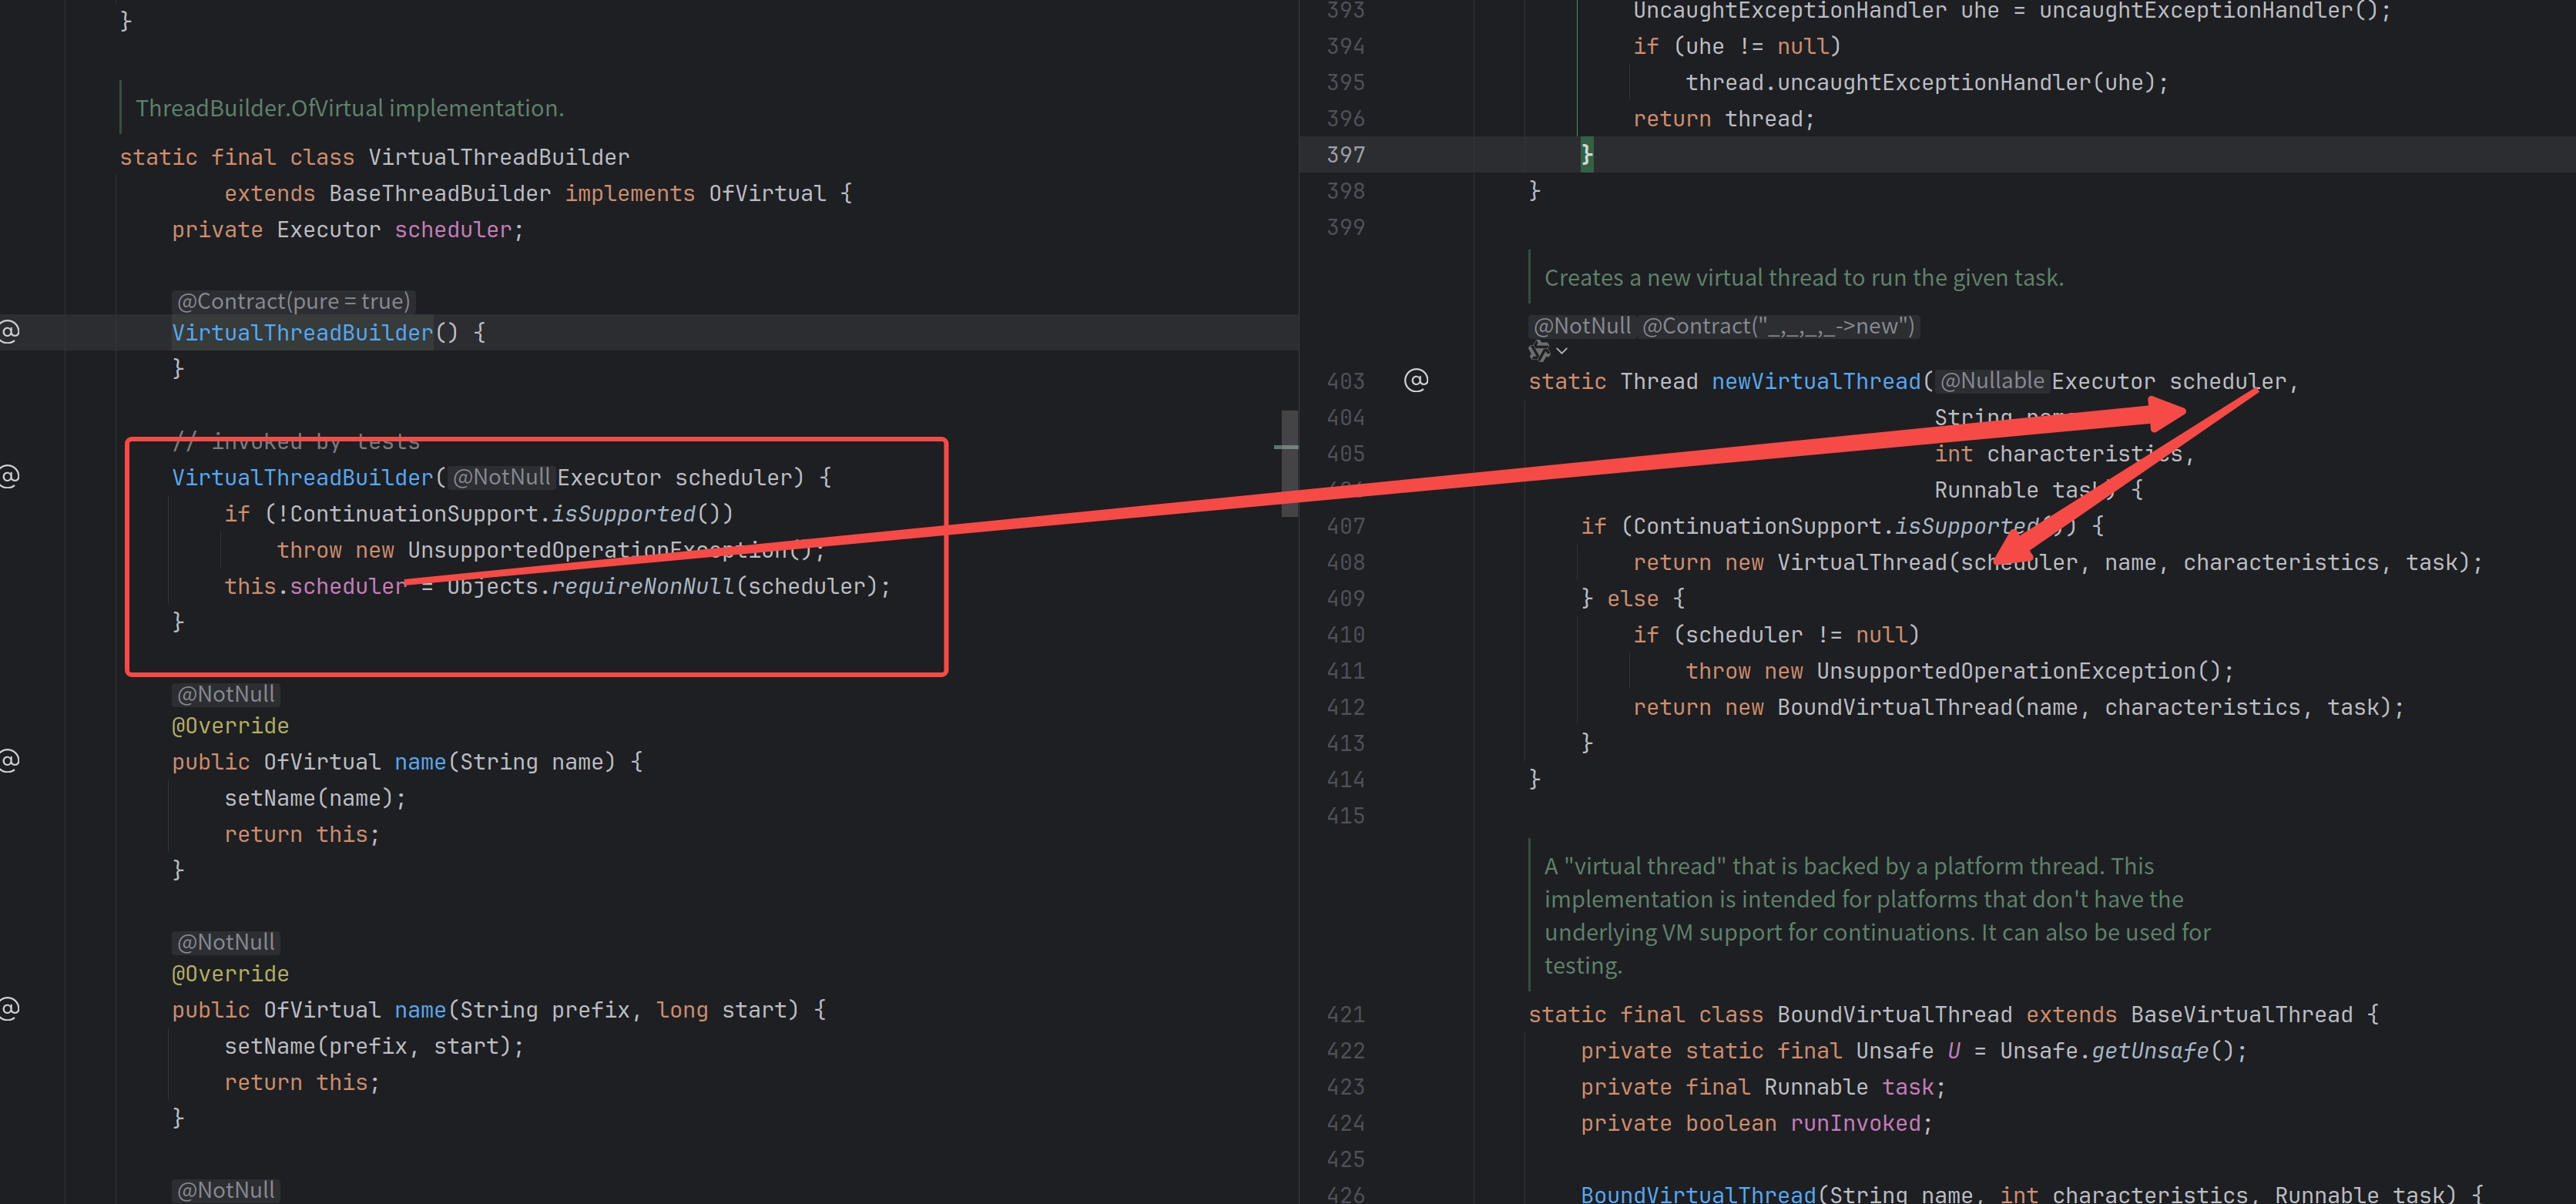 }
ThreadBuilder.OfVirtual implementation.
static final class VirtualThreadBuilder
extends BaseThreadBuilder implements OfVirtual {
private Executor scheduler;
@Contract(pure = true)
@
VirtualThreadBuilder() {
}
// invoked by tests
@
VirtualThreadBuilder( @NotNull Executor scheduler) {
if (!ContinuationSupport.isSupported())
throw new UnsupportedOperationException();
this.scheduler = Objects.requireNonNull(scheduler);
}
@NotNull
@Override
@
public OfVirtual name(String name) {
setName(name);
return this;
}
@NotNull
@Override
@
public OfVirtual name(String prefix, long start) {
setName(prefix, start);
return this;
}
@NotNull
393 UncaughtExceptionHandler uhe = uncaughtExceptionHandler();
394 if (uhe != null)
395 thread.uncaughtExceptionHandler(uhe);
396 return thread;
397 }
398 }
399
Creates a new virtual thread to run the given task.
@NotNull @Contract("_,_,_,_->new")
403 @ static Thread newVirtualThread( @Nullable Executor scheduler,
404 String
405 int characteristics,
Runnable task) {
407 if (ContinuationSupport.isSupported()) {
408 return new VirtualThread(scheduler, name, characteristics, task);
409 } else {
410 if (scheduler != null)
411 throw new UnsupportedOperationException();
412 return new BoundVirtualThread(name, characteristics, task);
413 }
414 }
415
A "virtual thread" that is backed by a platform thread. This
implementation is intended for platforms that don't have the
underlying VM support for continuations. It can also be used for
testing.
421 static final class BoundVirtualThread extends BaseVirtualThread {
422 private static final Unsafe U = Unsafe.getUnsafe();
423 private final Runnable task;
424 private boolean runInvoked;
425
426 BoundVirtualThread(String name, int characteristics, Runnable task) {